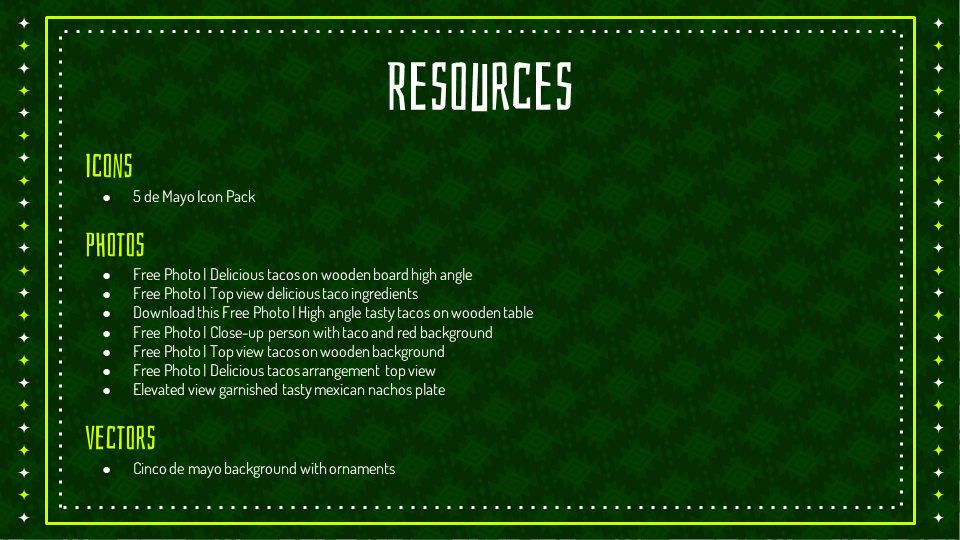 RESOURCES
ICONS
● 5 de Mayo Icon Pack
PHOTOS
● Free Photo | Delicious tacos on wooden board high angle
● Free Photo | Top view delicious taco ingredients
● Download this Free Photo | High angle tasty tacos on wooden table
● Free Photo | Close-up person with taco and red background
● Free Photo | Top view tacos on wooden background
● Free Photo | Delicious tacos arrangement top view
● Elevated view garnished tasty mexican nachos plate
VECTORS
● Cinco de mayo background with ornaments